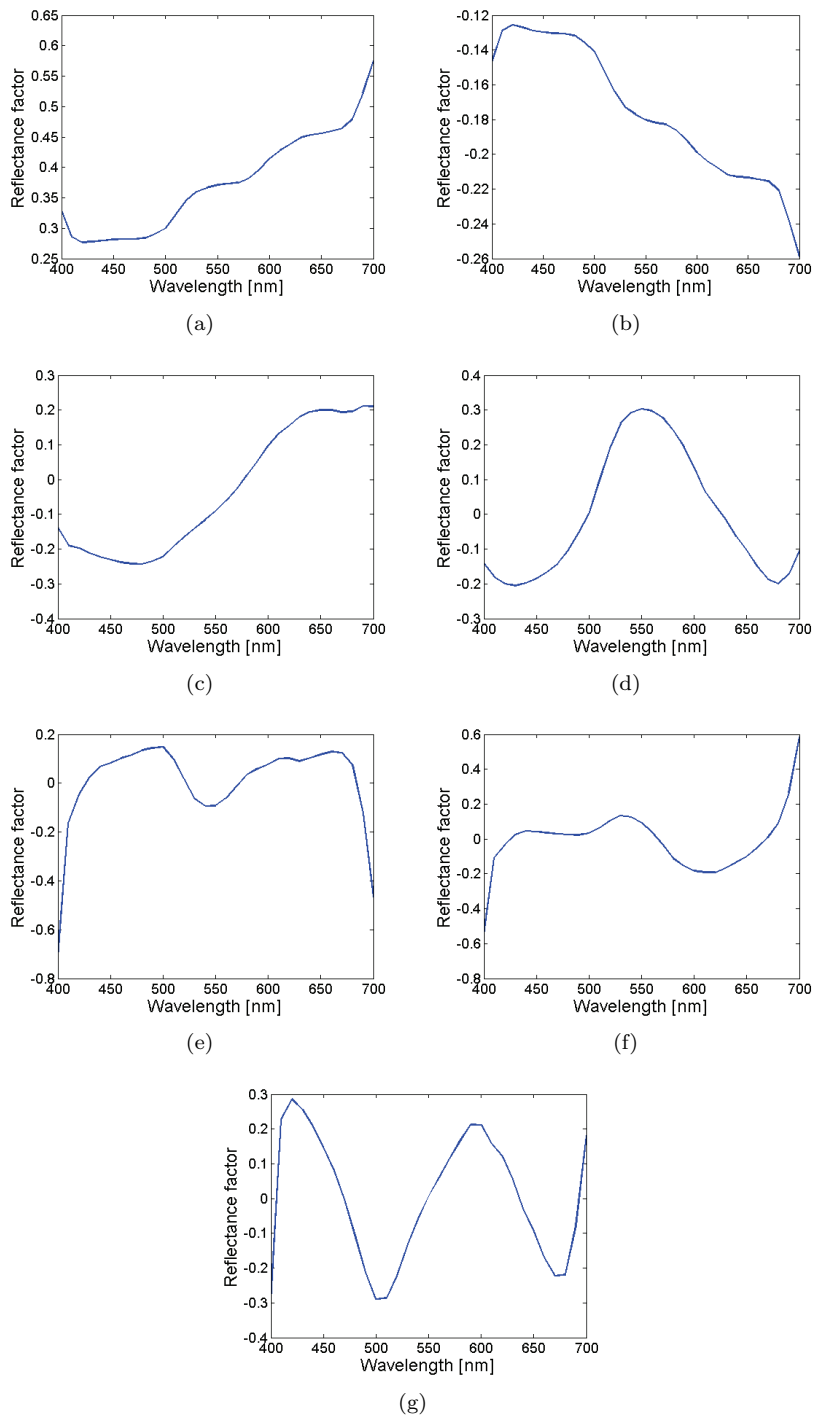 0.65
0.6
0.55
0.5
0.45
0.4
0.35
0.3
0.25
Reflectance factor
400 450 500 550 600 650 700
Wavelength [nm]
(a)
-0.12
-0.14
-0.16
-0.18
-0.2
-0.22
-0.24
-0.26
Reflectance factor
400 450 500 550 600 650 700
Wavelength [nm]
(b)
0.3
0.2
0.1
0
-0.1
-0.2
-0.3
-0.4
Reflectance factor
400 450 500 550 600 650 700
Wavelength [nm]
(c)
0.4
0.3
0.2
0.1
0
-0.1
-0.2
-0.3
Reflectance factor
400 450 500 550 600 650 700
Wavelength [nm]
(d)
0.2
0
-0.2
-0.4
-0.6
-0.8
Reflectance factor
400 450 500 550 600 650 700
Wavelength [nm]
(e)
0.6
0.4
0.2
0
-0.2
-0.4
-0.6
-0.8
Reflectance factor
400 450 500 550 600 650 700
Wavelength [nm]
(f)
0.3
0.2
0.1
0
-0.1
-0.2
-0.3
-0.4
Reflectance factor
400 450 500 550 600 650 700
Wavelength [nm]
(g)